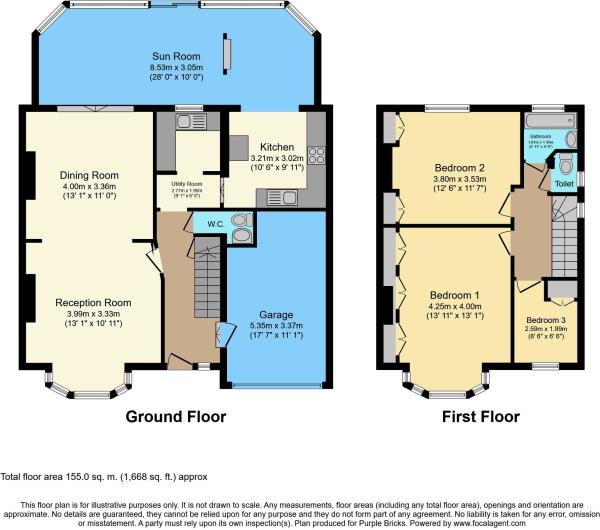 Sun Room
8.53m x 3.05m
(28' 0" x 10' 0")
Kitchen
3.21m x 3.02m
(10' 6" x 9' 11")
Dining Room
4.00m x 3.36m
(13' 1" x 11' 0")
Utility Room
2.77m x 1.98m
(9' 1" x 6' 6")
W.C.
Reception Room
3.99m x 3.33m
(13' 1" x 10' 11")
Garage
5.35m x 3.37m
(17' 7" x 11' 1")
Ground Floor
Bathroom
Toilet
Bedroom 2
3.80m x 3.53m
(12' 6" x 11' 7")
Bedroom 1
4.25m x 4.00m
(13' 11" x 13' 1")
Bedroom 3
2.59m x 1.99m
(8' 6" x 6' 6")
First Floor
Total floor area 155.0 sq. m. (1,668 sq. ft.) approx
This floor plan is for illustrative purposes only. It is not drawn to scale. Any measurements, floor areas (including any total floor area), openings and orientation are
approximate. No details are guaranteed, they cannot be relied upon for any purpose and they do not form part of any agreement. No liability is taken for any error, omission
or misstatement. A party must rely upon its own inspection(s). Plan produced for Purple Bricks. Powered by www.focalagent.com